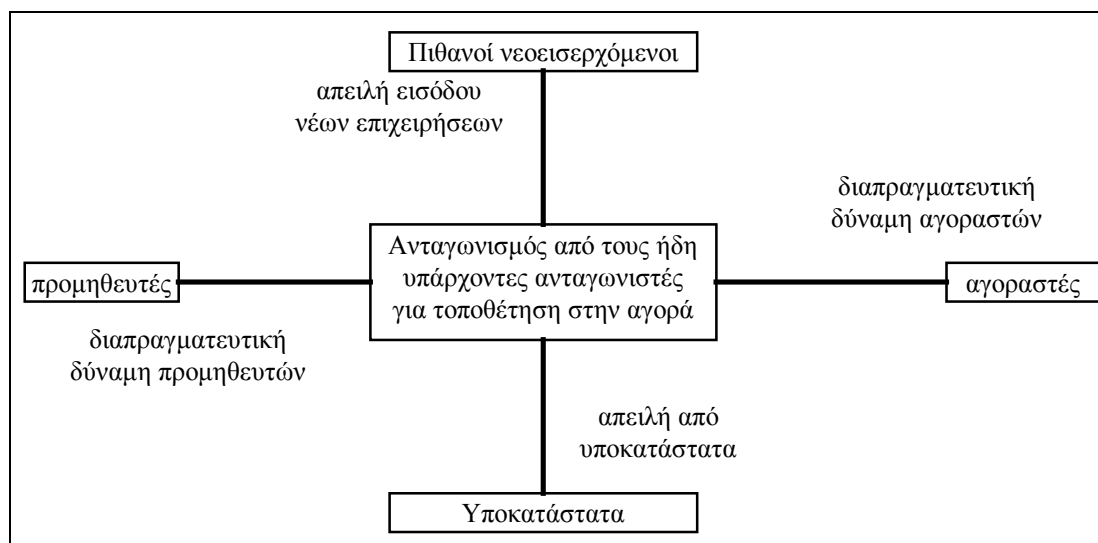 Πιθανοί νεοεισερχόμενοι
απειλή εισόδου
νέων επιχειρήσεων
διαπραγματευτική
δύναμη αγοραστών
Ανταγωνισμός από τους ήδη
υπάρχοντες ανταγωνιστές
για τοποθέτηση στην αγορά
προμηθευτές
αγοραστές
διαπραγματευτική
δύναμη προμηθευτών
απειλή από
υποκατάστατα
Υποκατάστατα